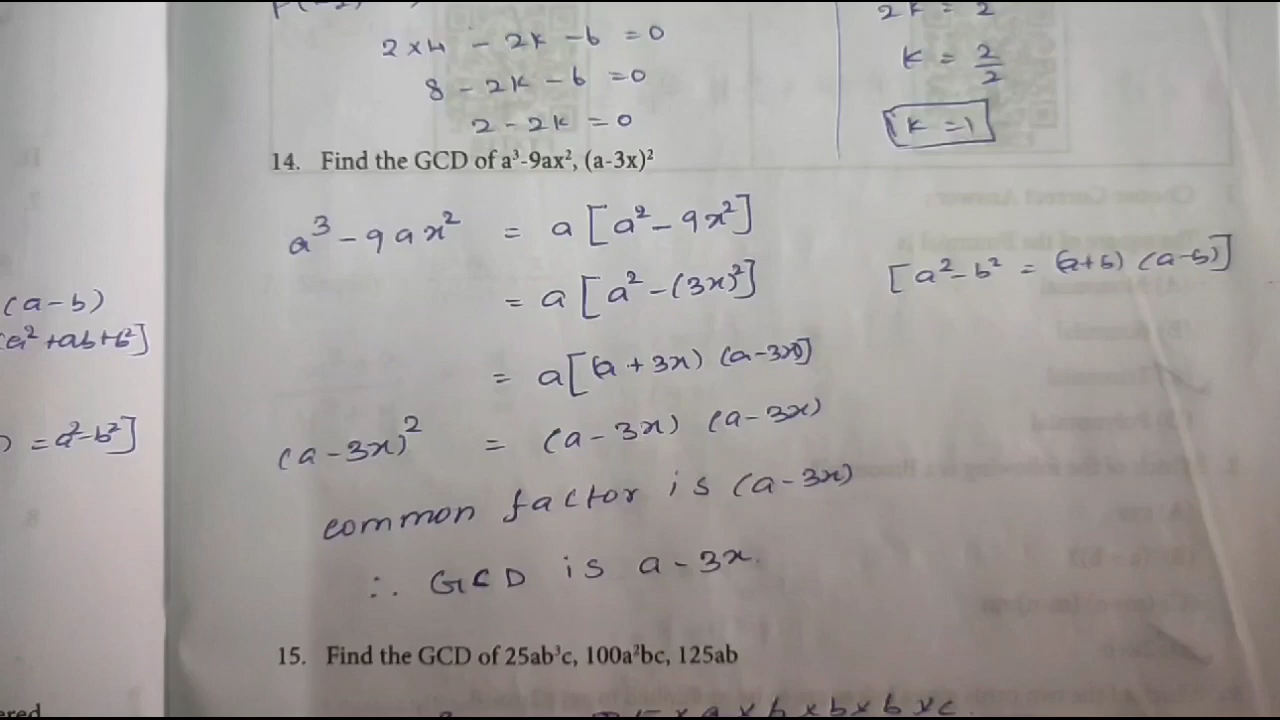 2 × 4 - 2k - 6 = 0
8 - 2k - 6 = 0
2 - 2k = 0
2k = 2
k = 2/2
k = 1
14. Find the GCD of a³-9ax², (a-3x)²
a³ - 9ax² = a[a² - 9x²]
= a[a² - (3x)²]
[a² - b² = (a+b) (a-b)]
= a[(a + 3x) (a - 3x)]
(a - 3x)² = (a - 3x) (a - 3x)
common factor is (a - 3x)
∴ GCD is a - 3x.
(a - b)
a² + ab + b²]
) = a² - b²]
15. Find the GCD of 25ab³c, 100a²bc, 125ab
× a × b × b × b × c
ered